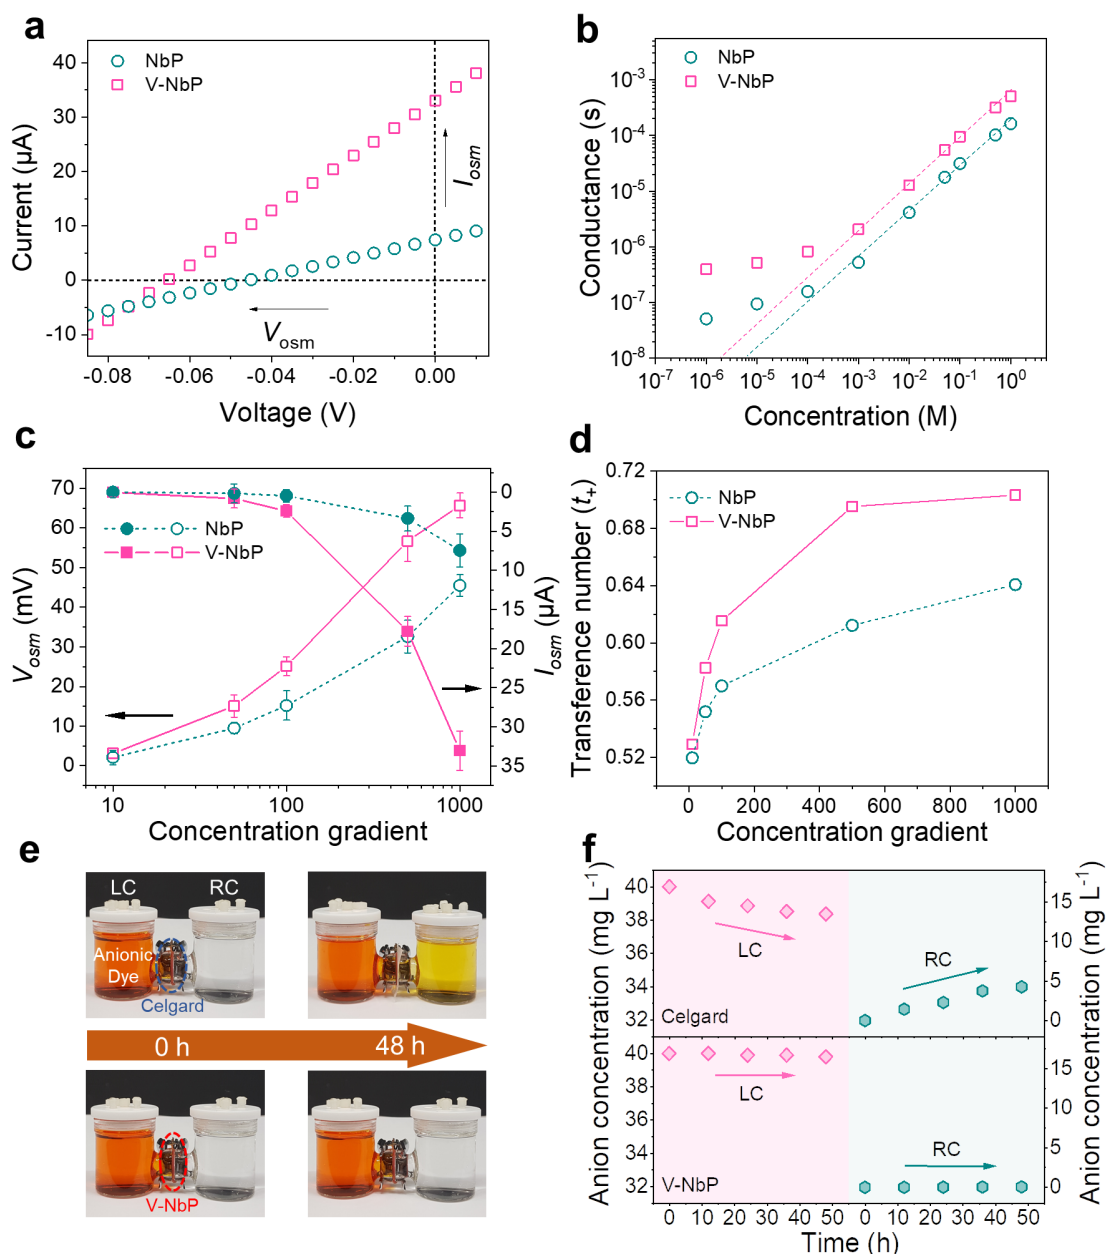 a
NbP
V-NbP
40
30
20
10
0
-10
Current (µA)
I_osm
V_osm
-0.08 -0.06 -0.04 -0.02 0.00
Voltage (V)
b
NbP
V-NbP
10⁻³
10⁻⁴
10⁻⁵
10⁻⁶
10⁻⁷
10⁻⁸
Conductance (s)
10⁻⁷ 10⁻⁶ 10⁻⁵ 10⁻⁴ 10⁻³ 10⁻² 10⁻¹ 10⁰
Concentration (M)
c
NbP
V-NbP
70
60
50
40
30
20
10
0
V_osm (mV)
0
5
10
15
20
25
30
35
I_osm (µA)
10 100 1000
Concentration gradient
d
NbP
V-NbP
0.72
0.68
0.64
0.60
0.56
0.52
Transference number (t₊)
0 200 400 600 800 1000
Concentration gradient
e
LC RC
Anionic
Dye
Celgard
0 h 48 h
V-NbP
f
40
38
36
34
32
LC
Celgard
RC
15
10
5
0
40
38
36
34
32
LC
V-NbP
RC
15
10
5
0
Anion concentration (mg L⁻¹)
Anion concentration (mg L⁻¹)
0 10 20 30 40 50 0 10 20 30 40 50
Time (h)